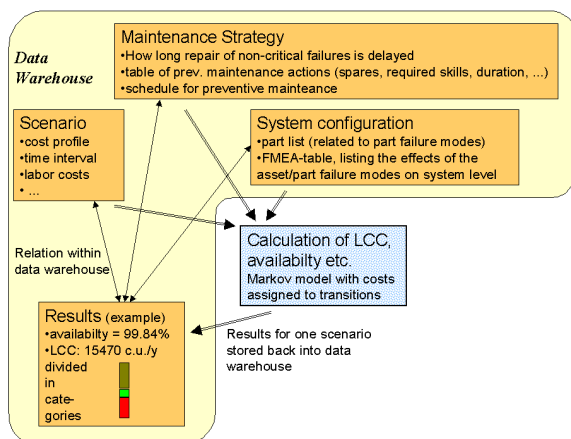 Data
Warehouse
Maintenance Strategy
•How long repair of non-critical failures is delayed
•table of prev. maintenance actions (spares, required skills, duration, ...)
•schedule for preventive mainteance
Scenario
•cost profile
•time interval
•labor costs
• ...
System configuration
•part list (related to part failure modes)
•FMEA-table, listing the effects of the
asset/part failure modes on system level
Calculation of LCC,
availabilty etc.
Markov model with costs
assigned to transitions
Relation within
data warehouse
Results (example)
•availabilty = 99.84%
•LCC: 15470 c.u./y
divided
in
cate-
gories
Results for one scenario
stored back into data
warehouse